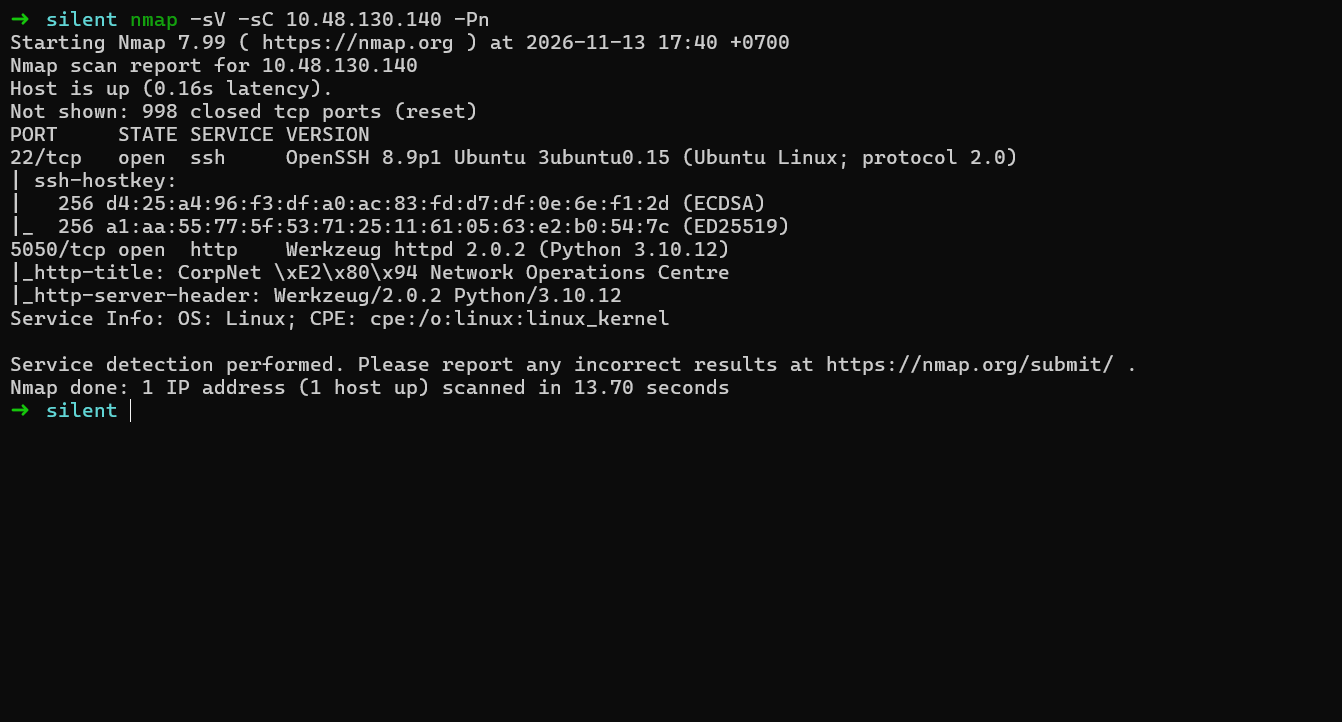 → silent nmap -sV -sC 10.48.130.140 -Pn
Starting Nmap 7.99 ( https://nmap.org ) at 2026-11-13 17:40 +0700
Nmap scan report for 10.48.130.140
Host is up (0.16s latency).
Not shown: 998 closed tcp ports (reset)
PORT     STATE SERVICE VERSION
22/tcp   open  ssh     OpenSSH 8.9p1 Ubuntu 3ubuntu0.15 (Ubuntu Linux; protocol 2.0)
| ssh-hostkey:
|   256 d4:25:a4:96:f3:df:a0:ac:83:fd:d7:df:0e:6e:f1:2d (ECDSA)
|_  256 a1:aa:55:77:5f:53:71:25:11:61:05:63:e2:b0:54:7c (ED25519)
5050/tcp open  http    Werkzeug httpd 2.0.2 (Python 3.10.12)
|_http-title: CorpNet \xE2\x80\x94 Network Operations Centre
|_http-server-header: Werkzeug/2.0.2 Python/3.10.12
Service Info: OS: Linux; CPE: cpe:/o:linux:linux_kernel

Service detection performed. Please report any incorrect results at https://nmap.org/submit/ .
Nmap done: 1 IP address (1 host up) scanned in 13.70 seconds
→ silent